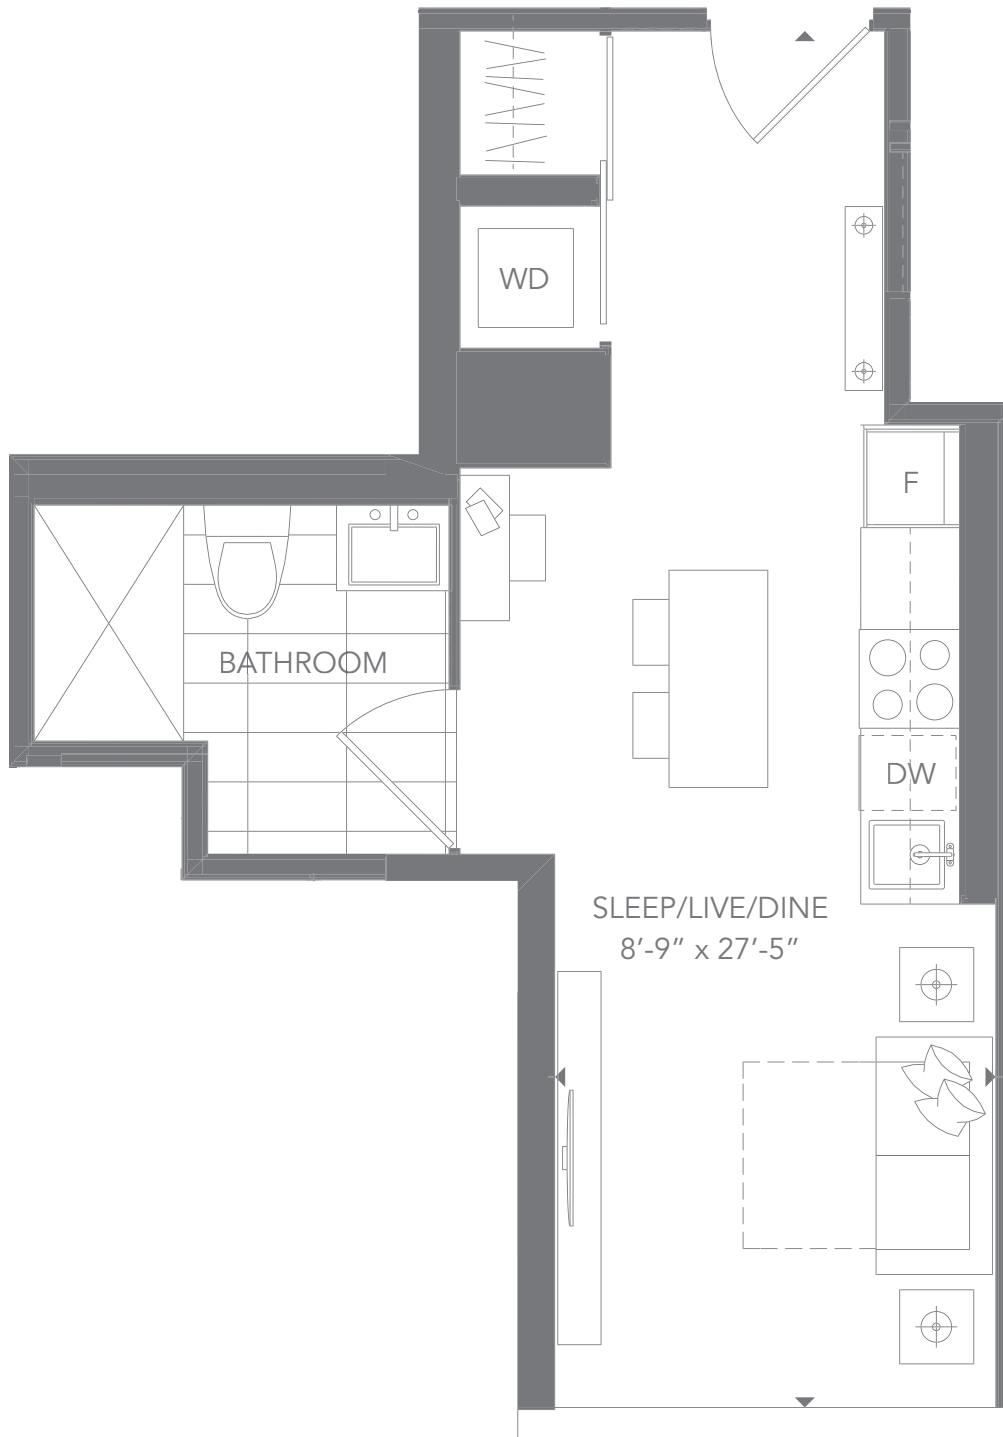 WD
F
BATHROOM
DW
SLEEP/LIVE/DINE
8’-9” x 27’-5”